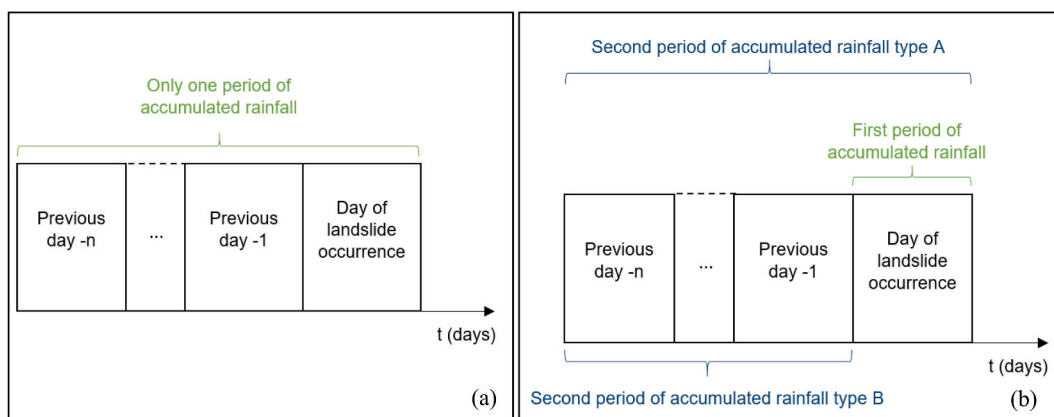 Only one period of
accumulated rainfall
Previous
day -n
...
Previous
day -1
Day of
landslide
occurrence
t (days)
(a)
Second period of accumulated rainfall type A
First period of
accumulated rainfall
Previous
day -n
...
Previous
day -1
Day of
landslide
occurrence
t (days)
Second period of accumulated rainfall type B
(b)